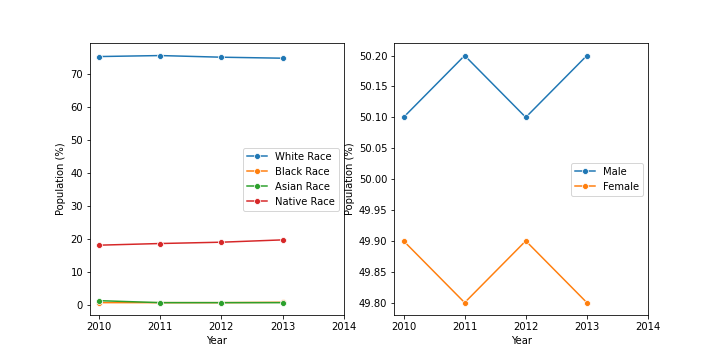 70
60
50
40
30
20
10
0
Population (%)
2010
2011
2012
2013
2014
Year
White Race
Black Race
Asian Race
Native Race
50.20
50.15
50.10
50.05
50.00
49.95
49.90
49.85
49.80
Population (%)
2010
2011
2012
2013
2014
Year
Male
Female